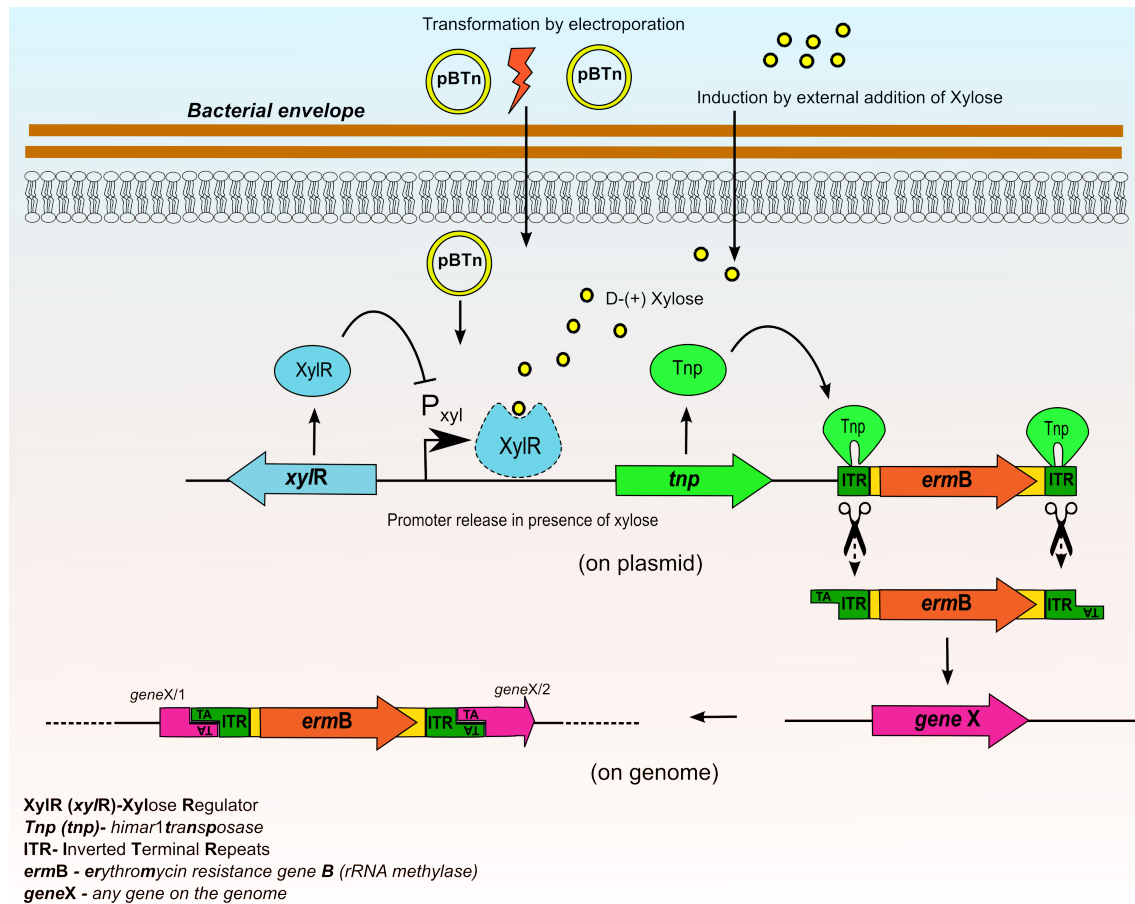 Transformation by electroporation
pBTn
pBTn
Induction by external addition of Xylose
Bacterial envelope
pBTn
D-(+) Xylose
XylR
Tnp
Pxyl
XylR
Tnp
Tnp
xylR
tnp
ITR
ermB
ITR
Promoter release in presence of xylose
(on plasmid)
TA
ITR
ermB
ITR
TA
geneX/1
geneX/2
TA
TA
ITR
ermB
ITR
TA
TA
gene X
(on genome)
XylR (xylR)-Xylose Regulator
Tnp (tnp)- himar1transposase
ITR- Inverted Terminal Repeats
ermB - erythromycin resistance gene B (rRNA methylase)
geneX - any gene on the genome